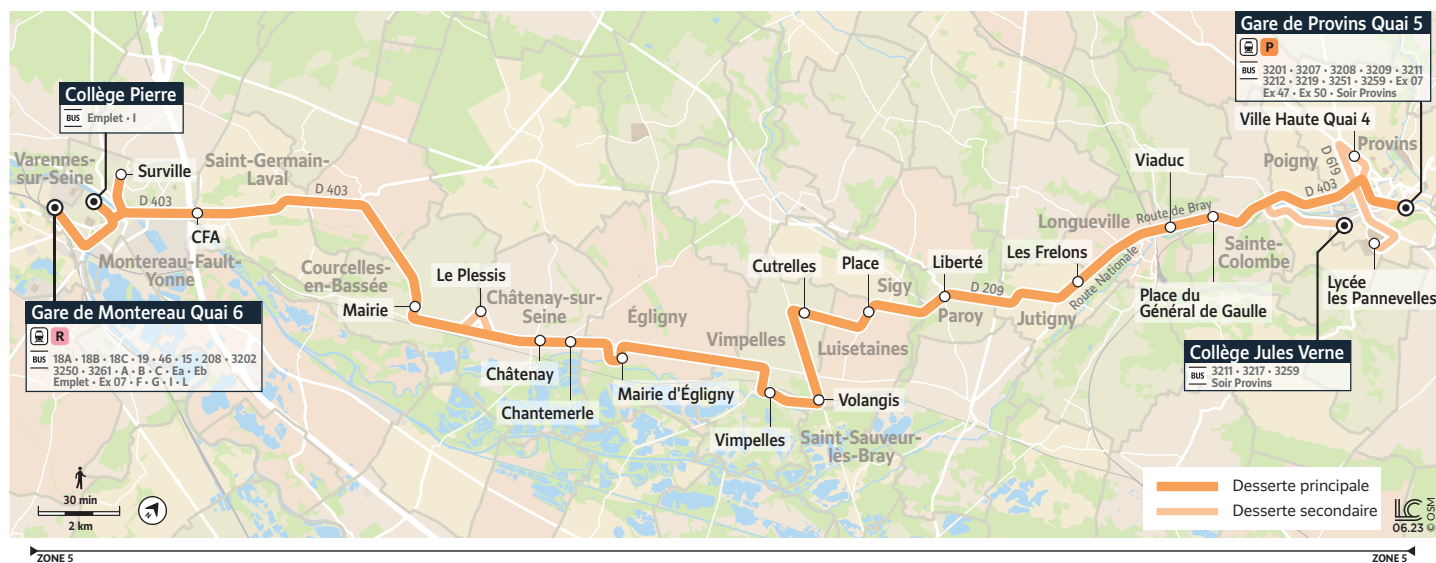 Gare de Provins Quai 5
P
BUS 3201 • 3207 • 3208 • 3209 • 3211
3212 • 3219 • 3251 • 3259 • Ex 07
Ex 47 • Ex 50 • Soir Provins
Collège Pierre
BUS Emplet • I
Ville Haute Quai 4
Provins
Poigny
D 619
D 403
Viaduc
Varennes-
sur-Seine
Surville
Saint-Germain-
Laval
D 403
D 403
CFA
Montereau-Fault-
Yonne
Longueville
Route de Bray
Sainte-
Colombe
Courcelles-
en-Bassée
Le Plessis
Châtenay-sur-
Seine
Mairie
Cutrelles
Place
Sigy
Liberté
Les Frelons
D 209
Route Nationale
Paroy
Jutigny
Place du
Général de Gaulle
Lycée
les Pannevelles
Gare de Montereau Quai 6
R
BUS 18A • 18B • 18C • 19 • 46 • 15 • 208 • 3202
3250 • 3261 • A • B • C • Ea • Eb
Emplet • Ex 07 • F • G • I • L
Égligny
Vimpelles
Luisetaines
Châtenay
Chantemerle
Mairie d'Égligny
Vimpelles
Volangis
Saint-Sauveur-
lès-Bray
Collège Jules Verne
BUS 3211 • 3217 • 3259
Soir Provins
30 min
2 km
Desserte principale
Desserte secondaire
LC
06.23 © OSM
ZONE 5
ZONE 5